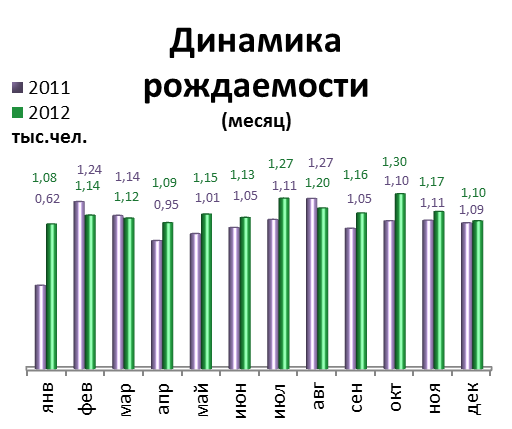 Динамика
рождаемости
(месяц)
2011
2012
тыс.чел.
1,08 1,24 1,14 1,09 1,15 1,13 1,27 1,27 1,16 1,30 1,17 1,10
0,62 1,14 1,12 0,95 1,01 1,05 1,11 1,20 1,05 1,10 1,11 1,09
янв фев мар апр май июн июл авг сен окт ноя дек